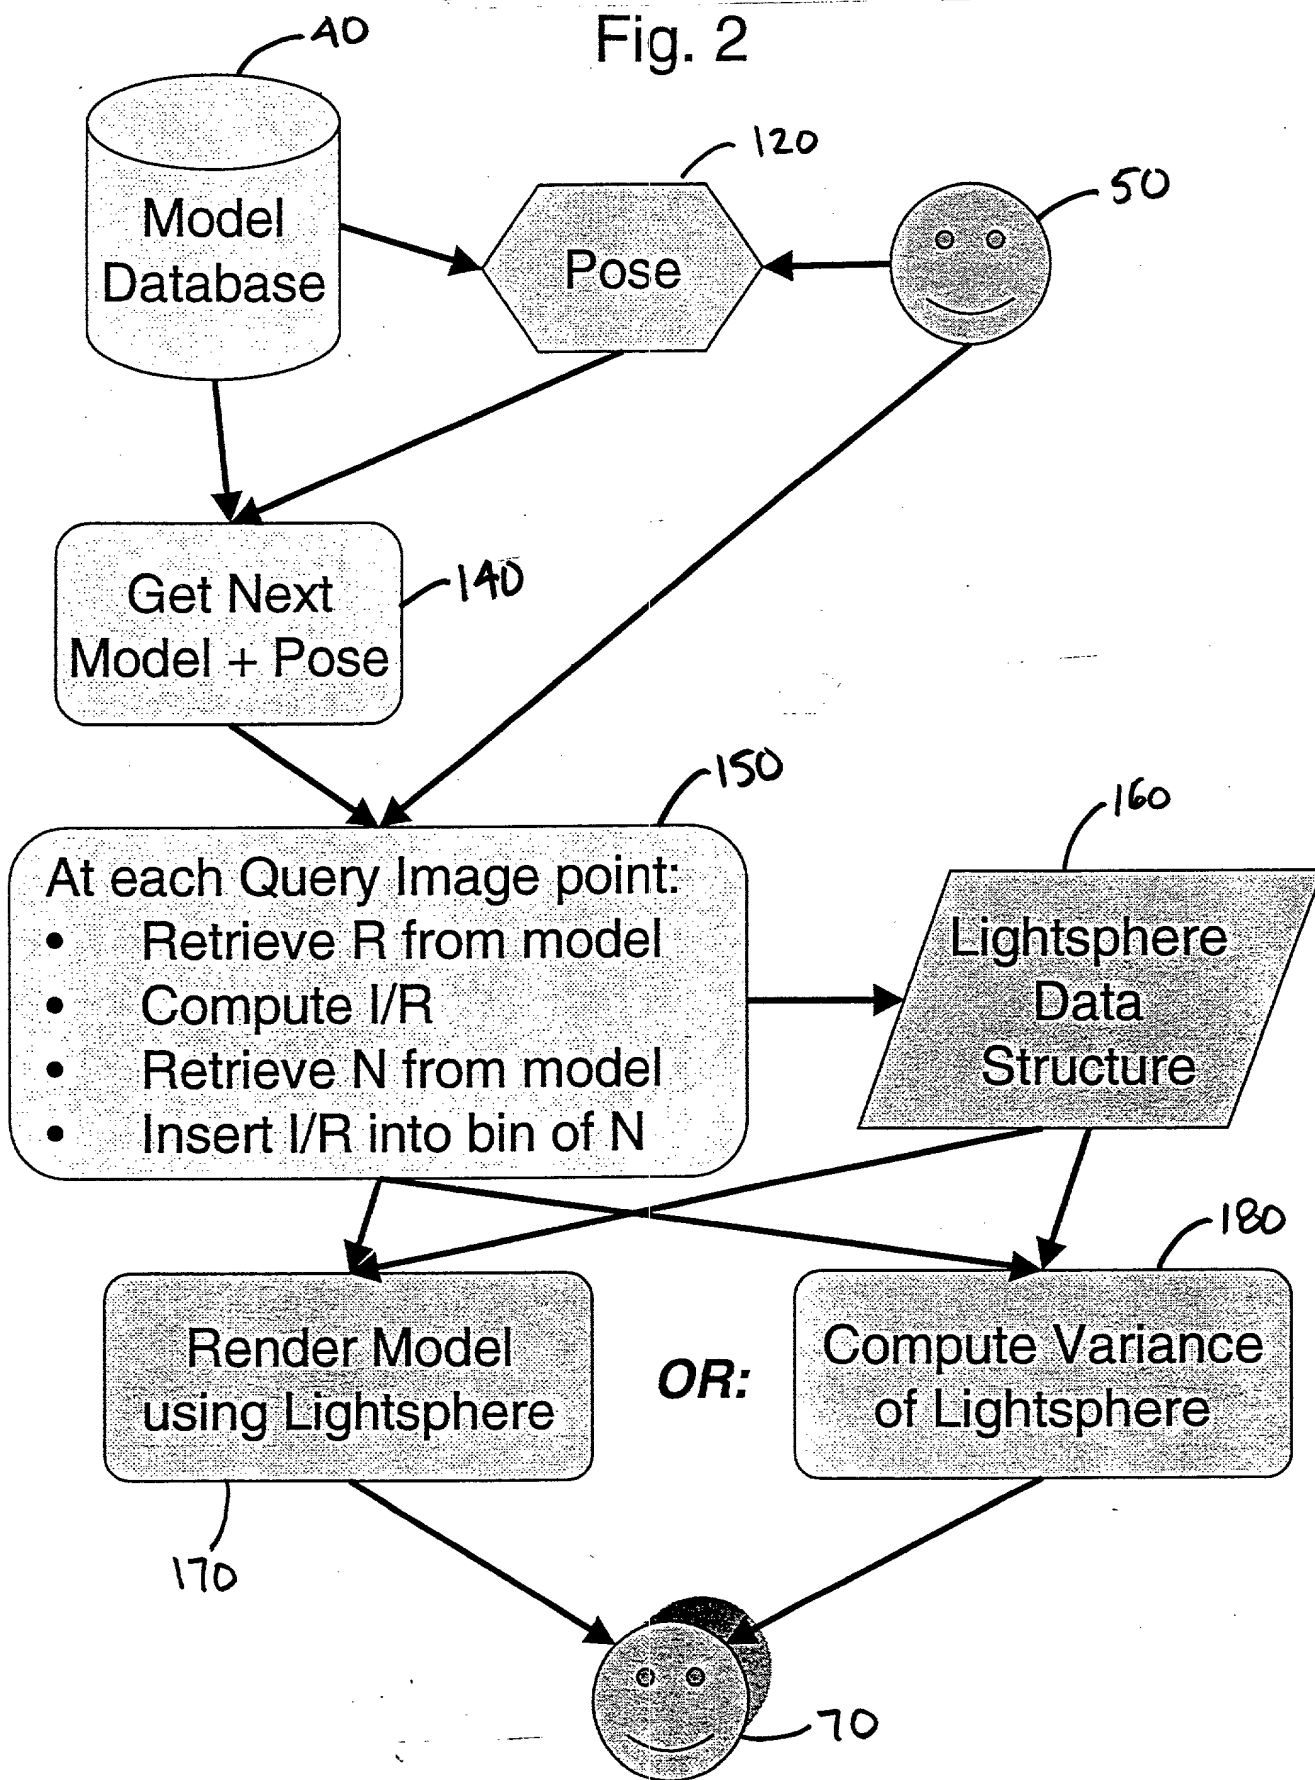 Fig. 2
40
120
50
Model
Database
Pose
Get Next
Model + Pose
140
150
160
At each Query Image point:
• Retrieve R from model
• Compute I/R
• Retrieve N from model
• Insert I/R into bin of N
Lightsphere
Data
Structure
180
Render Model
using Lightsphere
OR:
Compute Variance
of Lightsphere
170
70